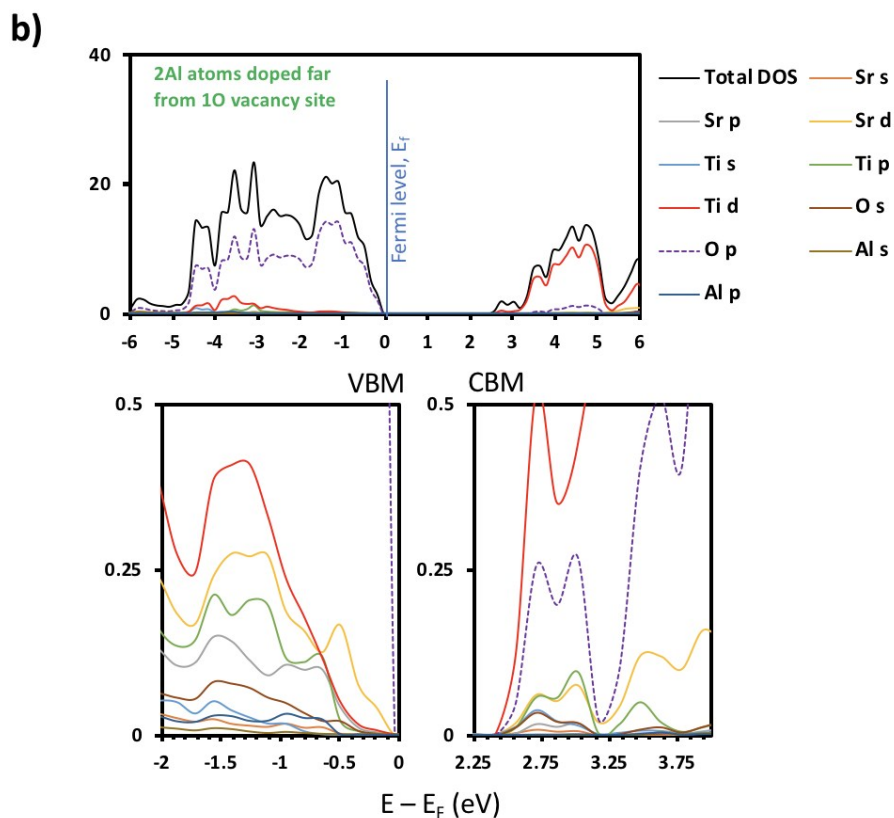 b)
40
20
0
2Al atoms doped far
from 1O vacancy site
Fermi level, E_f
-6 -5 -4 -3 -2 -1 0 1 2 3 4 5 6
Total DOS Sr s
Sr p Sr d
Ti s Ti p
Ti d O s
O p Al s
Al p
VBM CBM
0.5 0.5
0.25 0.25
0 0
-2 -1.5 -1 -0.5 0 2.25 2.75 3.25 3.75
E – E_F (eV)